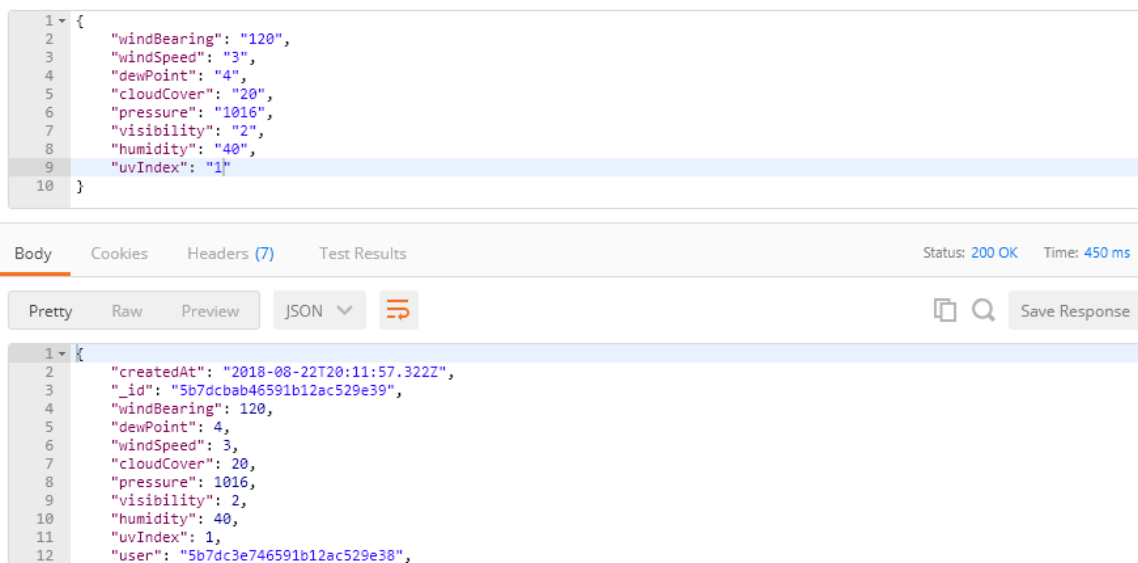 1 {
2 "windBearing": "120",
3 "windSpeed": "3",
4 "dewPoint": "4",
5 "cloudCover": "20",
6 "pressure": "1016",
7 "visibility": "2",
8 "humidity": "40",
9 "uvIndex": "1"
10 }
Body Cookies Headers (7) Test Results Status: 200 OK Time: 450 ms
Pretty Raw Preview JSON Save Response
1 {
2 "createdAt": "2018-08-22T20:11:57.322Z",
3 "_id": "5b7dcbab46591b12ac529e39",
4 "windBearing": 120,
5 "dewPoint": 4,
6 "windSpeed": 3,
7 "cloudCover": 20,
8 "pressure": 1016,
9 "visibility": 2,
10 "humidity": 40,
11 "uvIndex": 1,
12 "user": "5b7dc3e746591b12ac529e38",